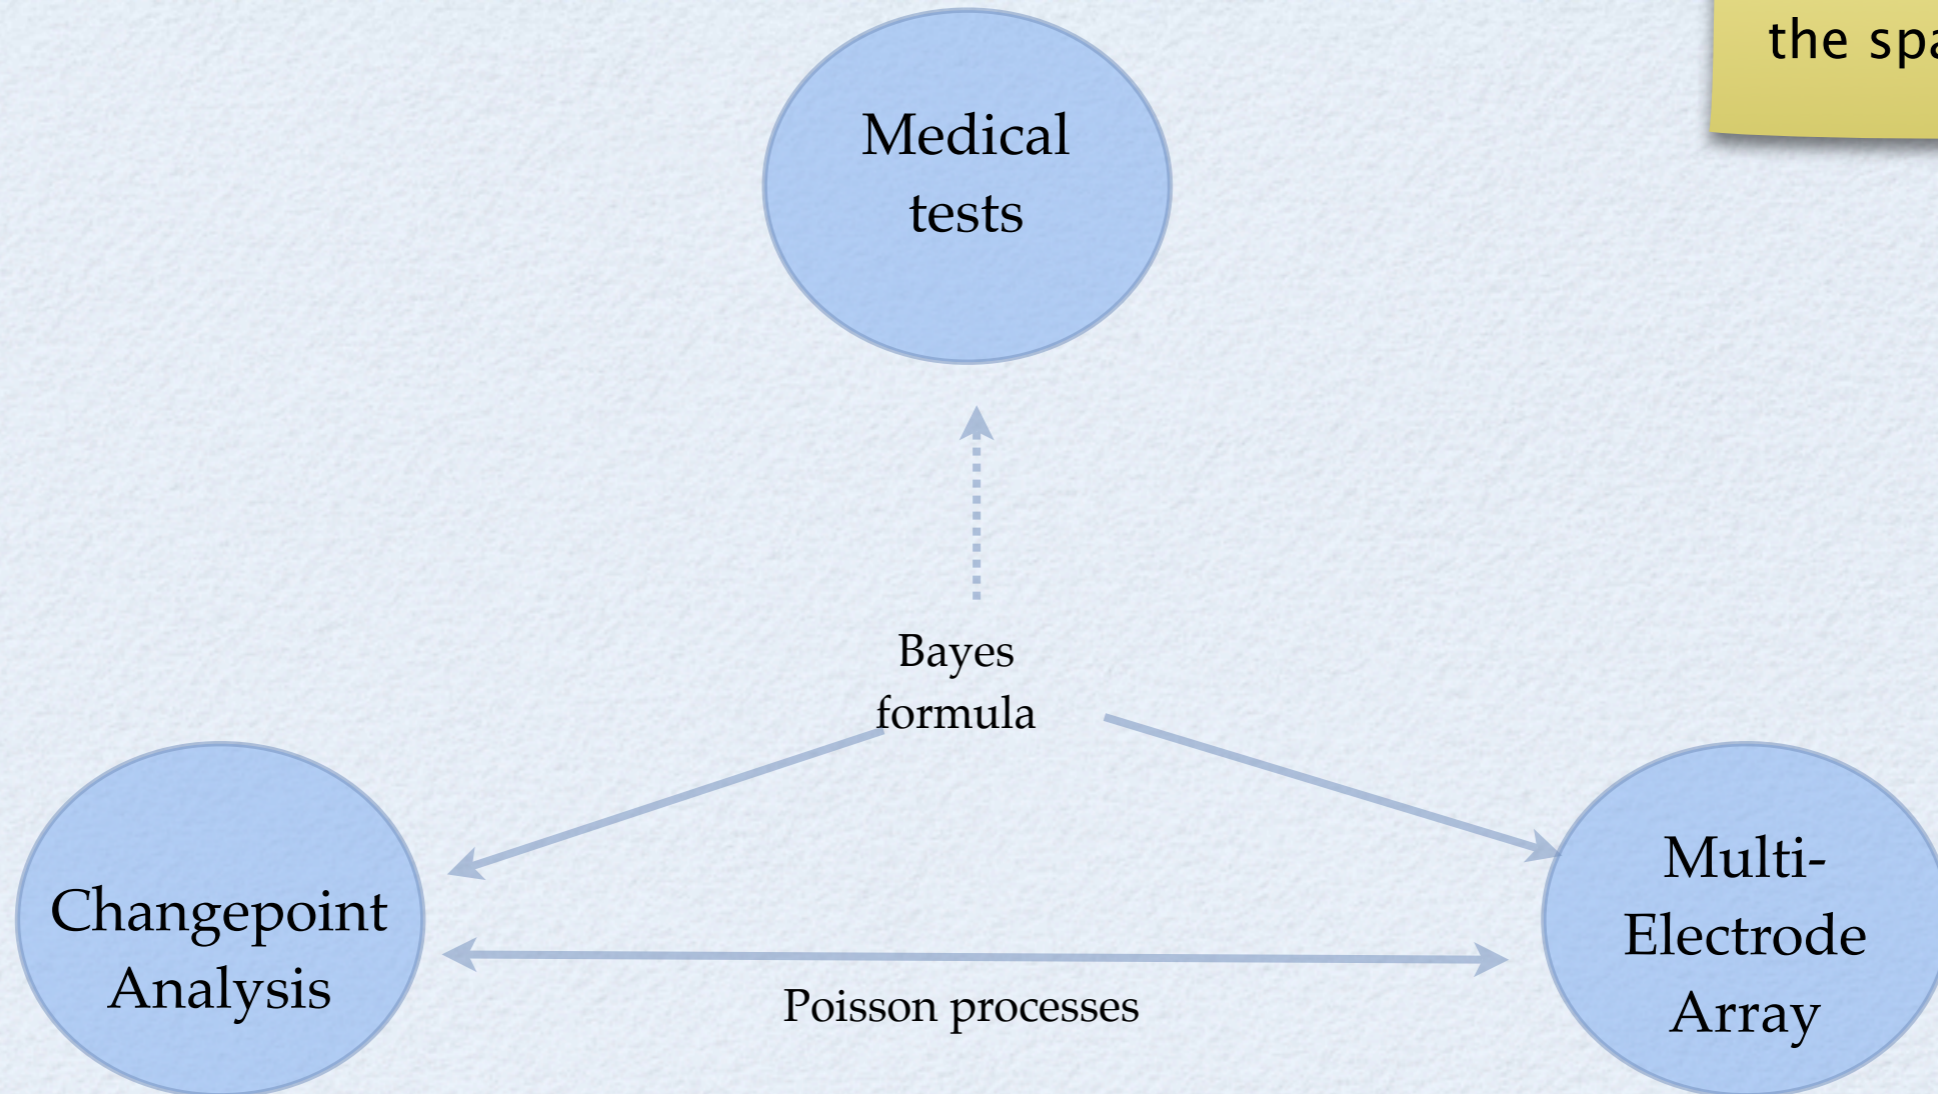 the spa
Medical
tests
Bayes
formula
Changepoint
Analysis
Multi-
Electrode
Array
Poisson processes